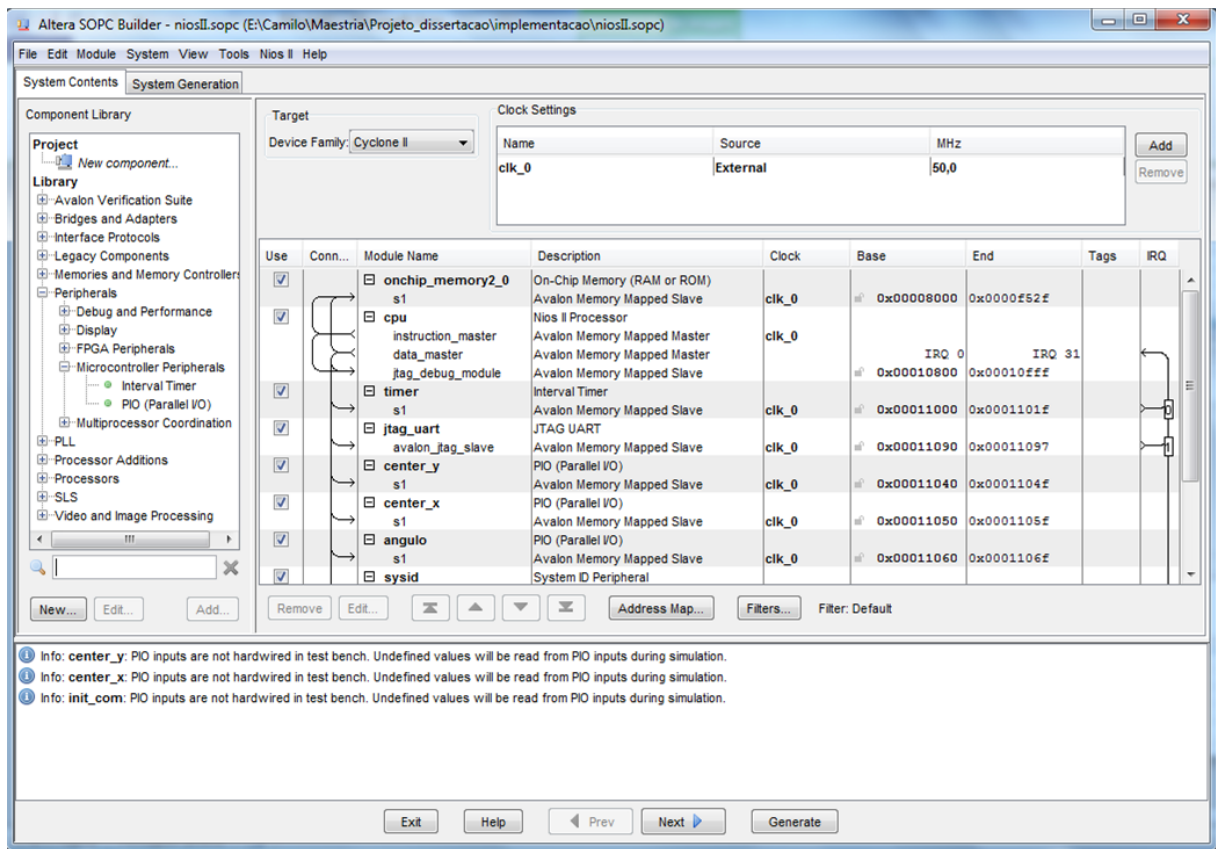 Altera SOPC Builder - niosII.sopc (E:\Camilo\Maestria\Projeto_dissertacao\implementacao\niosII.sopc)
File Edit Module System View Tools Nios II Help
System Contents System Generation
Component Library
Project
New component...
Library
Avalon Verification Suite
Bridges and Adapters
Interface Protocols
Legacy Components
Memories and Memory Controllers
Peripherals
Debug and Performance
Display
FPGA Peripherals
Microcontroller Peripherals
Interval Timer
PIO (Parallel I/O)
Multiprocessor Coordination
PLL
Processor Additions
Processors
SLS
Video and Image Processing
New... Edit... Add...
Target
Device Family: Cyclone II
Clock Settings
Name Source MHz
clk_0 External 50,0
Add
Remove
Use Conn... Module Name Description Clock Base End Tags IRQ
onchip_memory2_0 On-Chip Memory (RAM or ROM)
s1 Avalon Memory Mapped Slave clk_0 0x00008000 0x0000f52f
cpu Nios II Processor
instruction_master Avalon Memory Mapped Master clk_0
data_master Avalon Memory Mapped Master IRQ 0 IRQ 31
jtag_debug_module Avalon Memory Mapped Slave 0x00010800 0x00010fff
timer Interval Timer
s1 Avalon Memory Mapped Slave clk_0 0x00011000 0x0001101f 0
jtag_uart JTAG UART
avalon_jtag_slave Avalon Memory Mapped Slave clk_0 0x00011090 0x00011097 1
center_y PIO (Parallel I/O)
s1 Avalon Memory Mapped Slave clk_0 0x00011040 0x0001104f
center_x PIO (Parallel I/O)
s1 Avalon Memory Mapped Slave clk_0 0x00011050 0x0001105f
angulo PIO (Parallel I/O)
s1 Avalon Memory Mapped Slave clk_0 0x00011060 0x0001106f
sysid System ID Peripheral
Remove Edit... Address Map... Filters... Filter: Default
Info: center_y: PIO inputs are not hardwired in test bench. Undefined values will be read from PIO inputs during simulation.
Info: center_x: PIO inputs are not hardwired in test bench. Undefined values will be read from PIO inputs during simulation.
Info: init_com: PIO inputs are not hardwired in test bench. Undefined values will be read from PIO inputs during simulation.
Exit Help Prev Next Generate